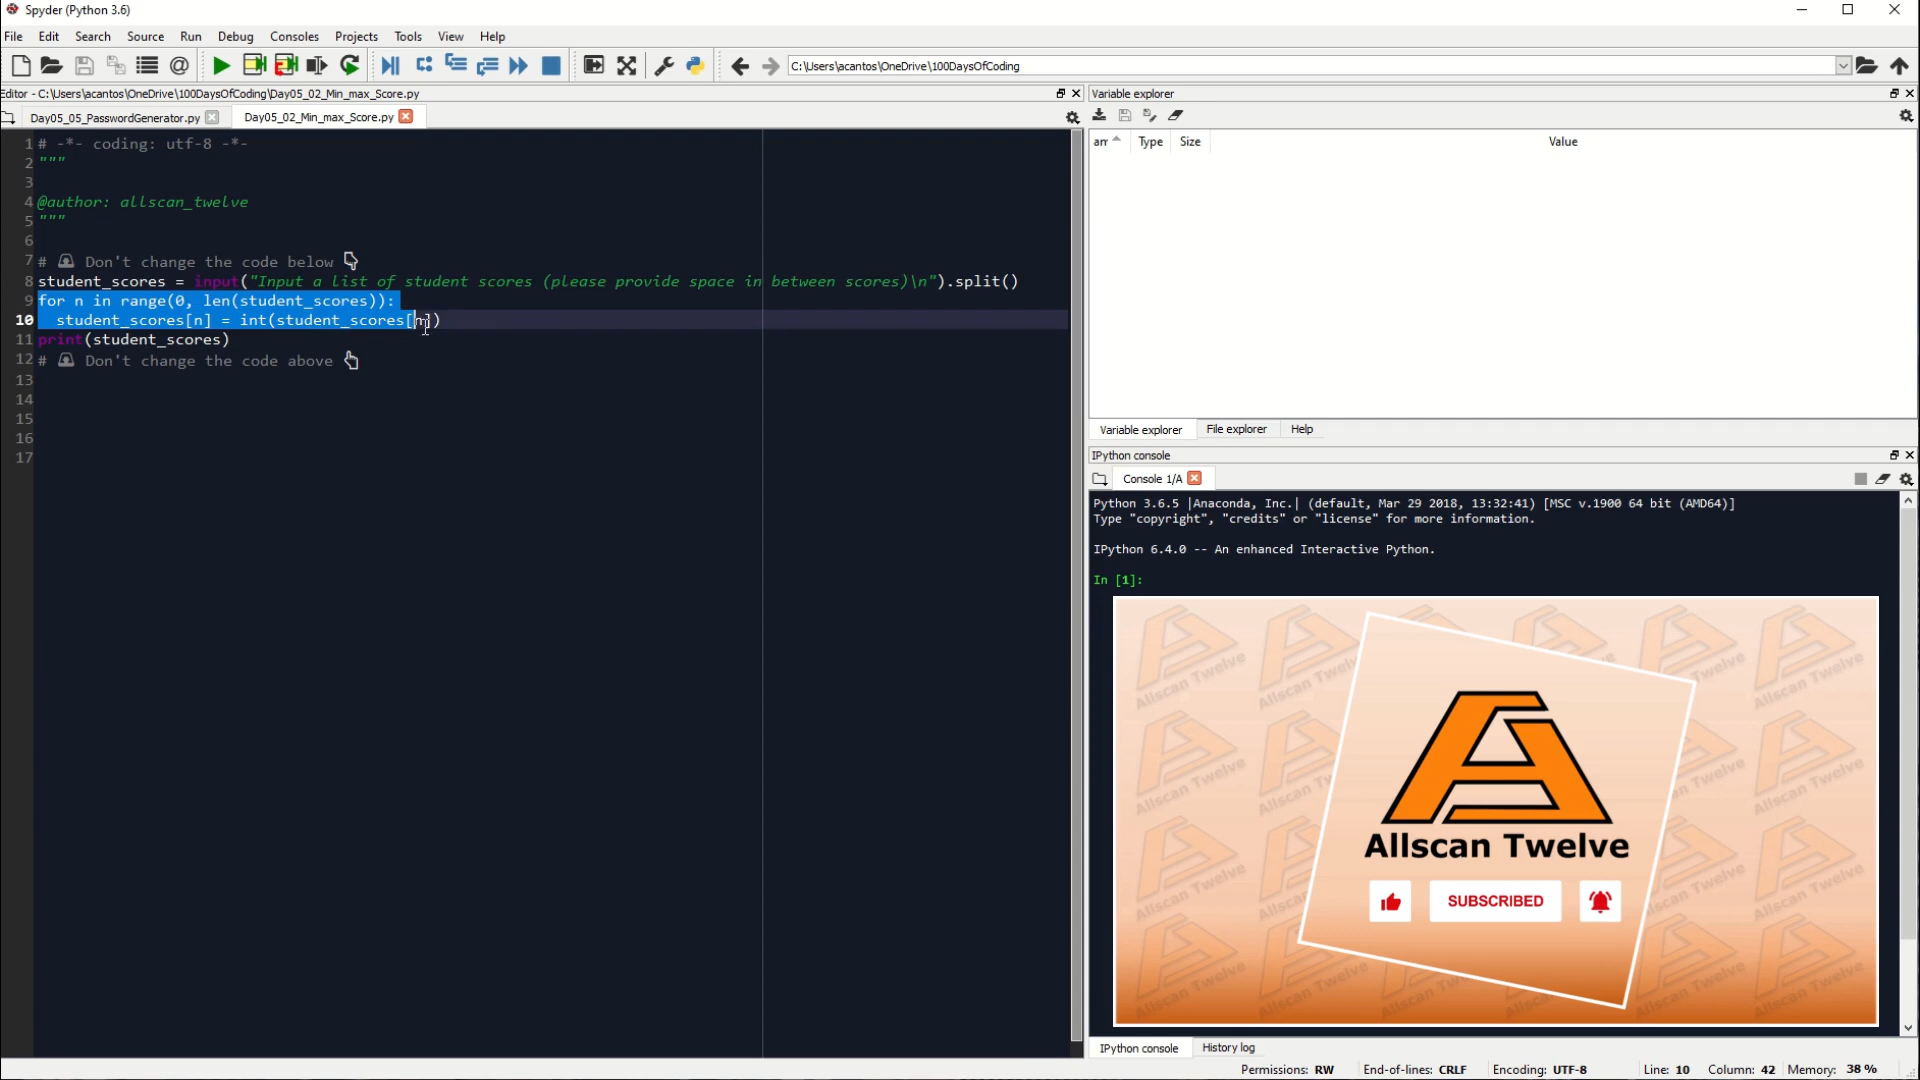 Spyder (Python 3.6)
File Edit Search Source Run Debug Consoles Projects Tools View Help
C:\Users\acantos\OneDrive\100DaysOfCoding
Editor - C:\Users\acantos\OneDrive\100DaysOfCoding\Day05_02_Min_max_Score.py
Day05_05_PasswordGenerator.py Day05_02_Min_max_Score.py
1 # -*- coding: utf-8 -*-
2 """
3
4 @author: allscan_twelve
5 """
6
7 # 🚨 Don't change the code below 👇
8 student_scores = input("Input a list of student scores (please provide space in between scores)\n").split()
9 for n in range(0, len(student_scores)):
10 student_scores[n] = int(student_scores[n])
11 print(student_scores)
12 # 🚨 Don't change the code above 👆
13
14
15
16
17
Variable explorer
Type Size Value
Variable explorer File explorer Help
IPython console
Console 1/A
Python 3.6.5 |Anaconda, Inc.| (default, Mar 29 2018, 13:32:41) [MSC v.1900 64 bit (AMD64)]
Type "copyright", "credits" or "license" for more information.
IPython 6.4.0 -- An enhanced Interactive Python.
In [1]:
Allscan Twelve
SUBSCRIBED
IPython console History log
Permissions: RW End-of-lines: CRLF Encoding: UTF-8 Line: 10 Column: 42 Memory: 38 %